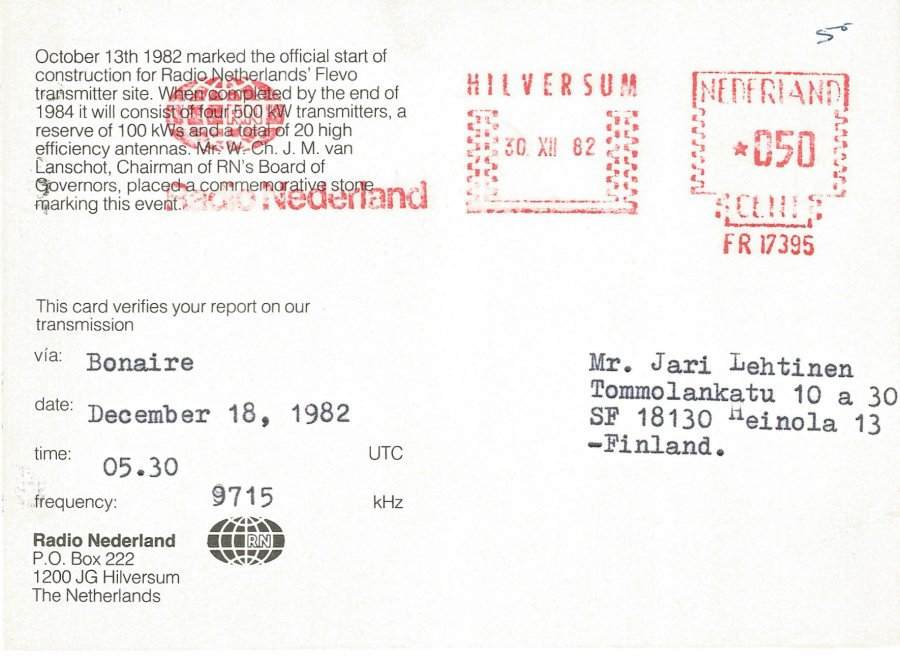 55
October 13th 1982 marked the official start of
construction for Radio Netherlands' Flevo
transmitter site. When completed by the end of
1984 it will consist of four 500 kW transmitters, a
reserve of 100 kWs and a total of 20 high
efficiency antennas. Mr. W. Ch. J. M. van
Lanschot, Chairman of RN's Board of
Governors, placed a commemorative stone
marking this event.
RN
Radio Nederland
HILVERSUM
30. XII 82
NEDERLAND
*050
CENT
FR 17395
This card verifies your report on our
transmission
vía: Bonaire
date: December 18, 1982
time: 05.30 UTC
frequency: 9715 kHz
Radio Nederland
RN
P.O. Box 222
1200 JG Hilversum
The Netherlands
Mr. Jari Lehtinen
Tommolankatu 10 a 30
SF 18130 Heinola 13
-Finland.